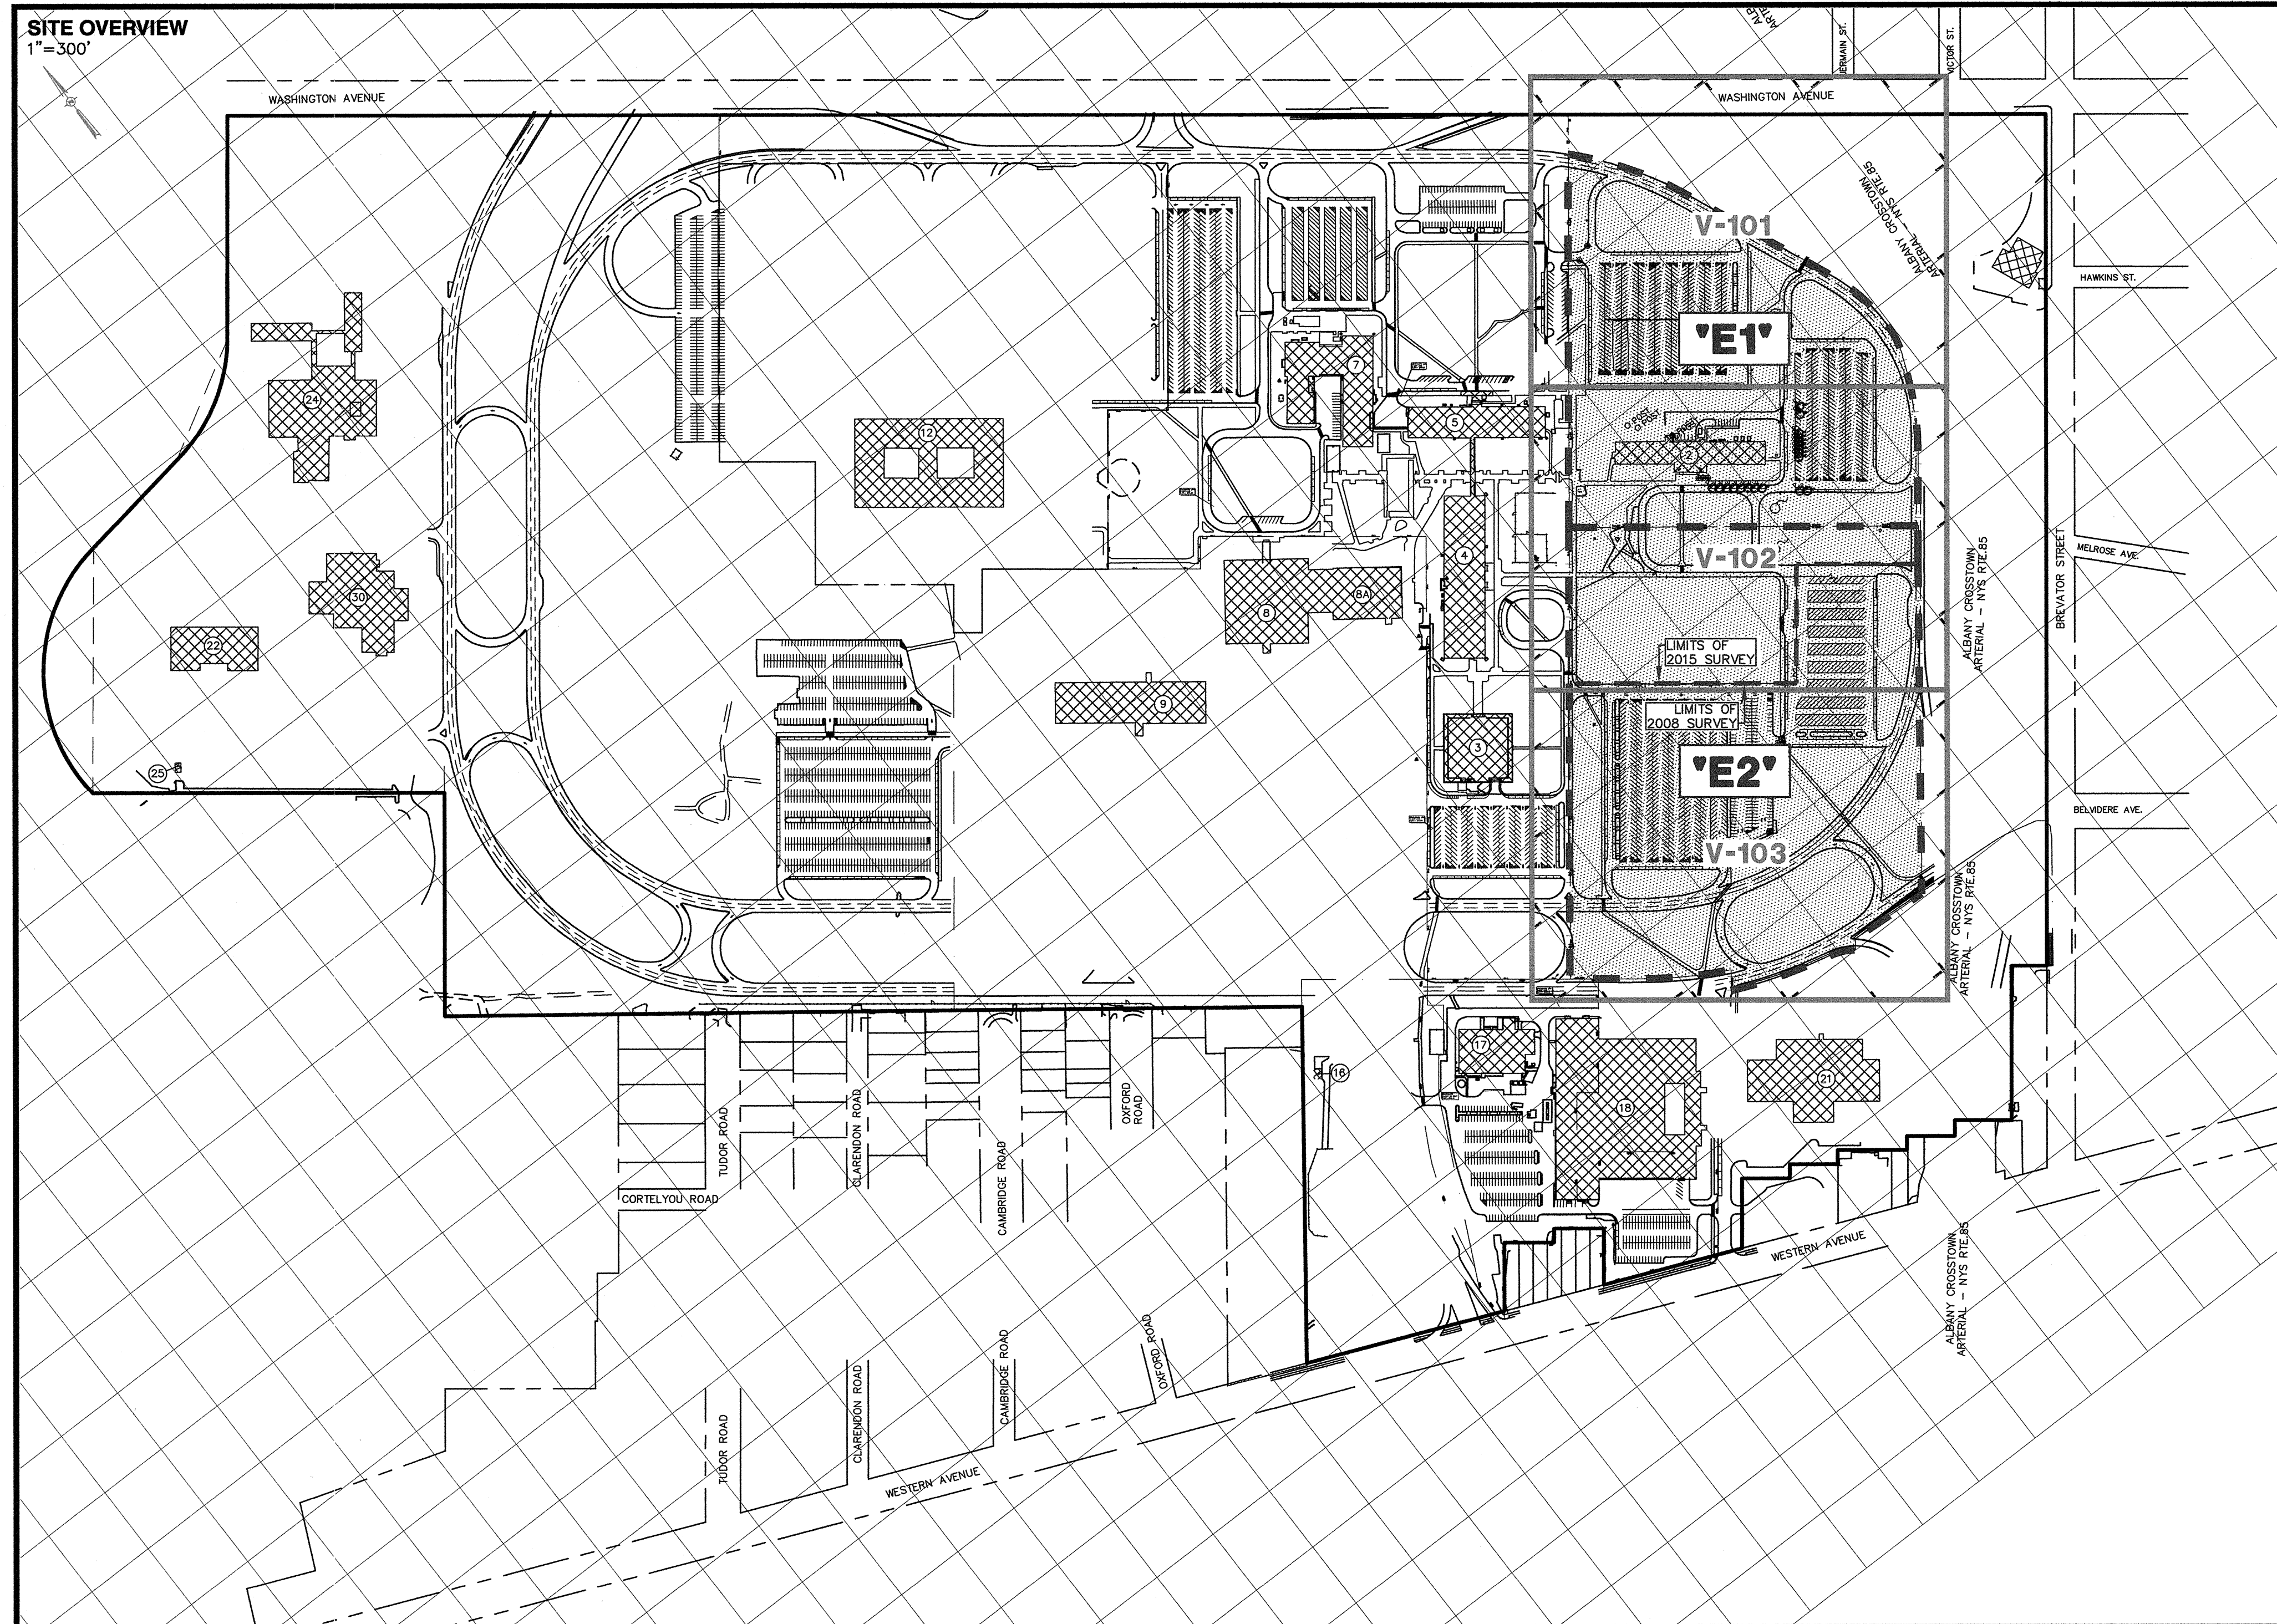 SITE OVERVIEW
1"=300'
WASHINGTON AVENUE
WASHINGTON AVENUE
VICTOR ST.
V-101
ALBANY CROSSTOWN
ARTERIAL - NYS RTE.85
HAWKINS ST.
"E1"
24
12
7
5
POST
POST
2
4
V-102
MELROSE AVE.
BREVATOR STREET
ALBANY CROSSTOWN
ARTERIAL - NYS RTE.85
30
22
8
8A
LIMITS OF
2015 SURVEY
9
LIMITS OF
2008 SURVEY
3
"E2"
25
BELVIDERE AVE.
V-103
ALBANY CROSSTOWN
ARTERIAL - NYS RTE.85
17
16
18
21
OXFORD
ROAD
TUDOR ROAD
CLARENDON ROAD
CAMBRIDGE ROAD
CORTELYOU ROAD
WESTERN AVENUE
ALBANY CROSSTOWN
ARTERIAL - NYS RTE.85
OXFORD ROAD
CAMBRIDGE ROAD
CLARENDON ROAD
TUDOR ROAD
WESTERN AVENUE